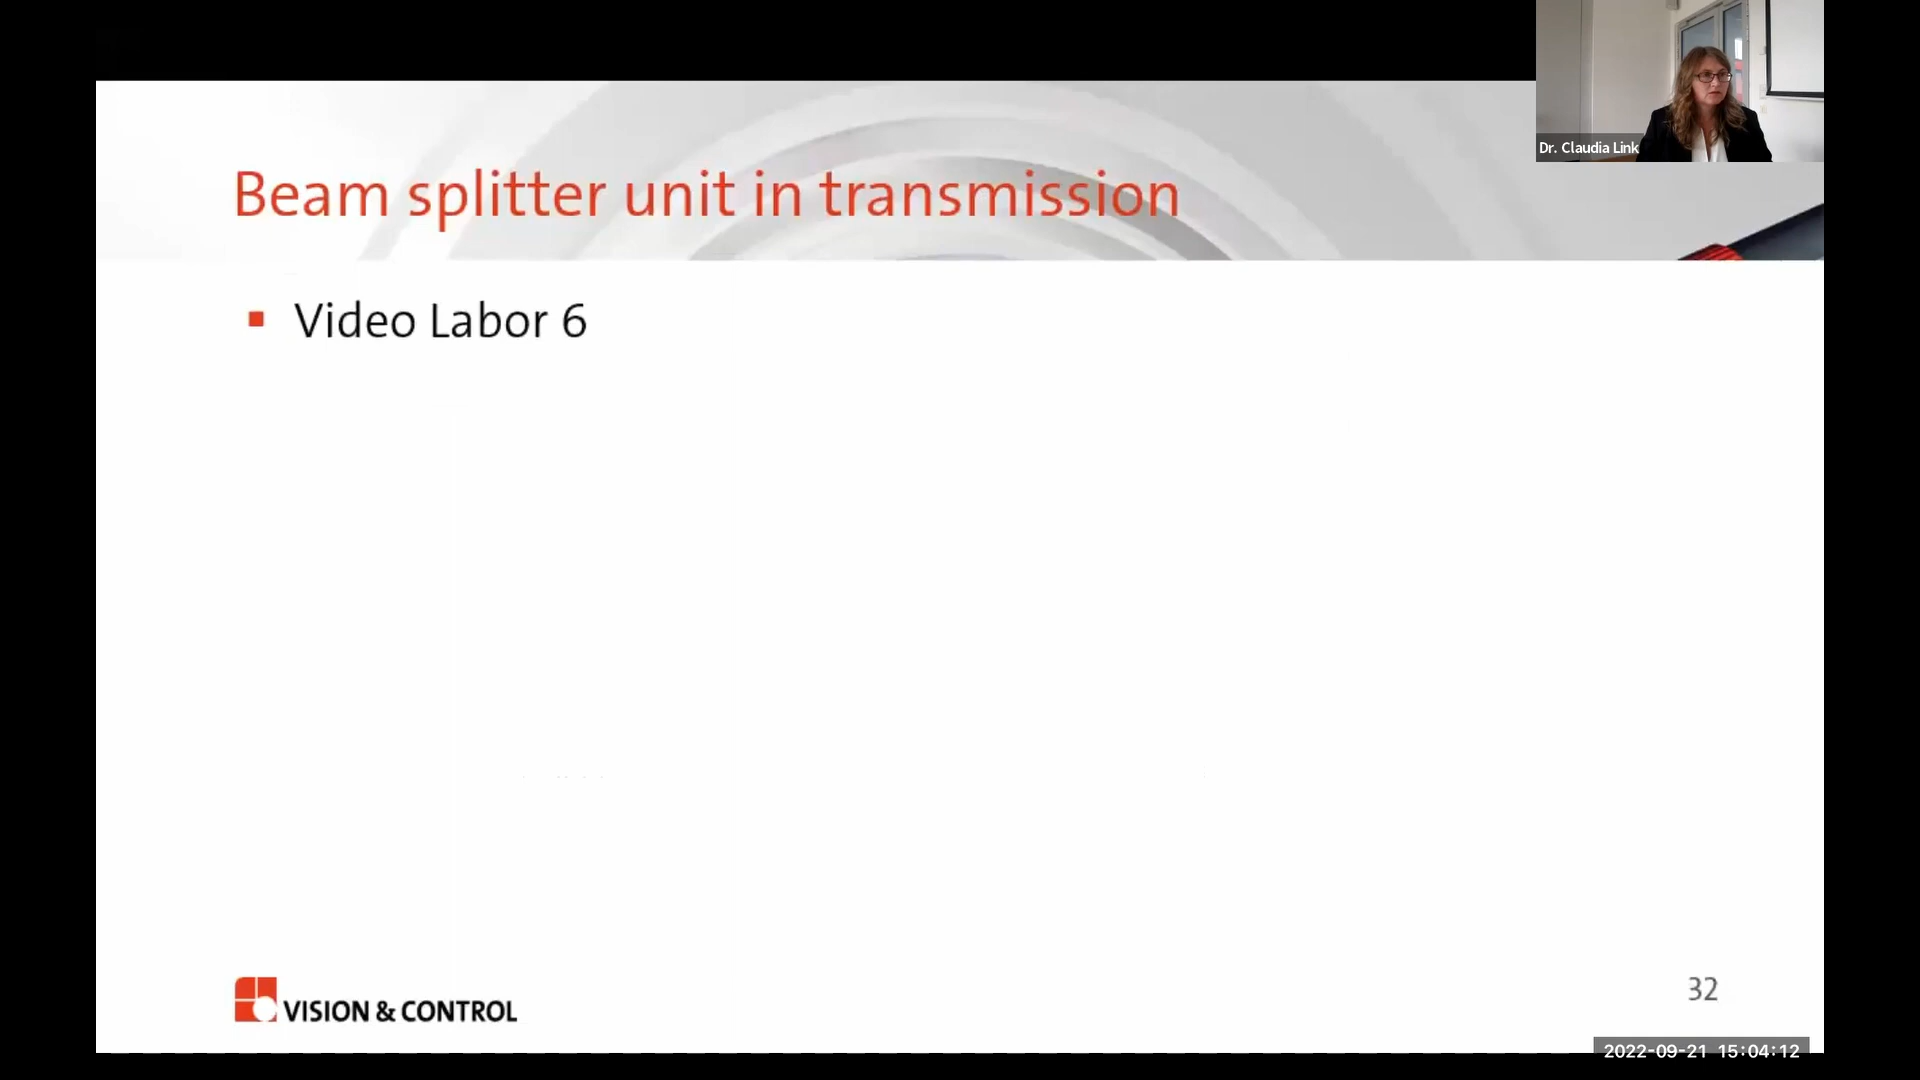 Dr. Claudia Link
Beam splitter unit in transmission
Video Labor 6
VISION & CONTROL
32
2022-09-21 15:04:12